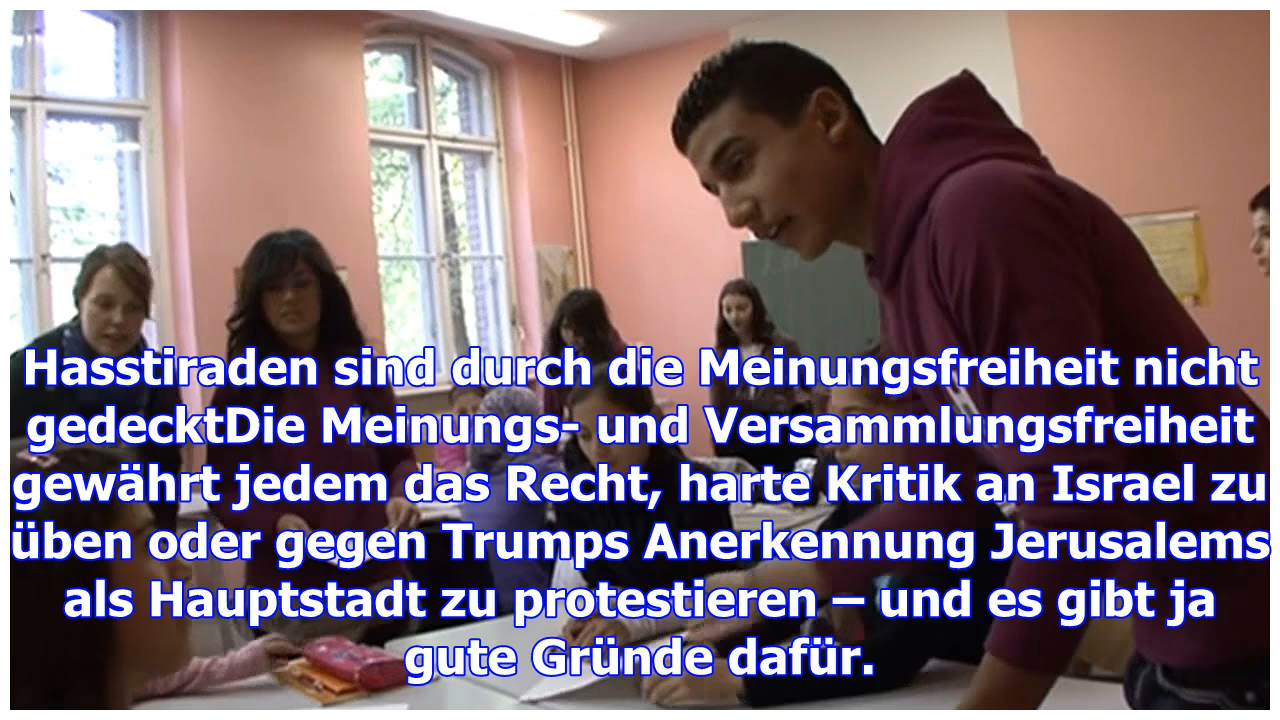 Hasstiraden sind durch die Meinungsfreiheit nicht
gedecktDie Meinungs- und Versammlungsfreiheit
gewährt jedem das Recht, harte Kritik an Israel zu
üben oder gegen Trumps Anerkennung Jerusalems
als Hauptstadt zu protestieren – und es gibt ja
gute Gründe dafür.